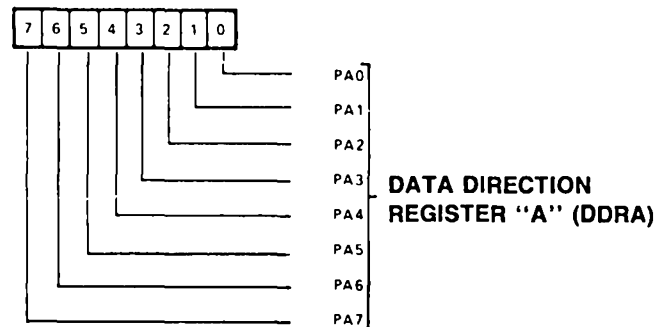 7 6 5 4 3 2 1 0
PA0
PA1
PA2
PA3
PA4
PA5
PA6
PA7
DATA DIRECTION
REGISTER "A" (DDRA)